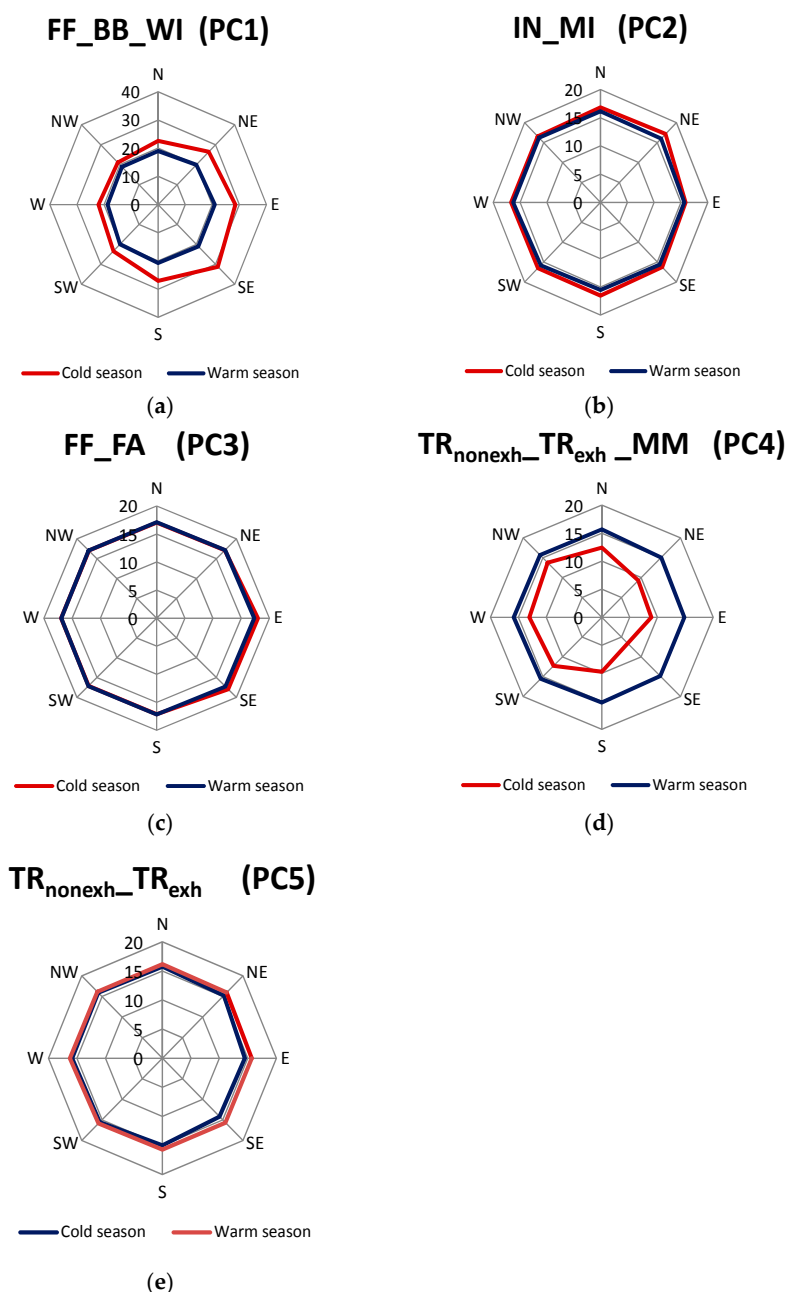 FF_BB_WI (PC1)
N
40
NW
30
NE
20
10
W
0
E
SW
SE
S
Cold season
Warm season
(a)
IN_MI (PC2)
N
20
NW
15
NE
10
5
W
0
E
SW
SE
S
Cold season
Warm season
(b)
FF_FA (PC3)
N
20
NW
15
NE
10
5
W
0
E
SW
SE
S
Cold season
Warm season
(c)
TRnonexh_TRexh _MM (PC4)
N
20
NW
15
NE
10
5
W
0
E
SW
SE
S
Cold season
Warm season
(d)
TRnonexh_TRexh (PC5)
N
20
NW
15
NE
10
5
W
0
E
SW
SE
S
Cold season
Warm season
(e)